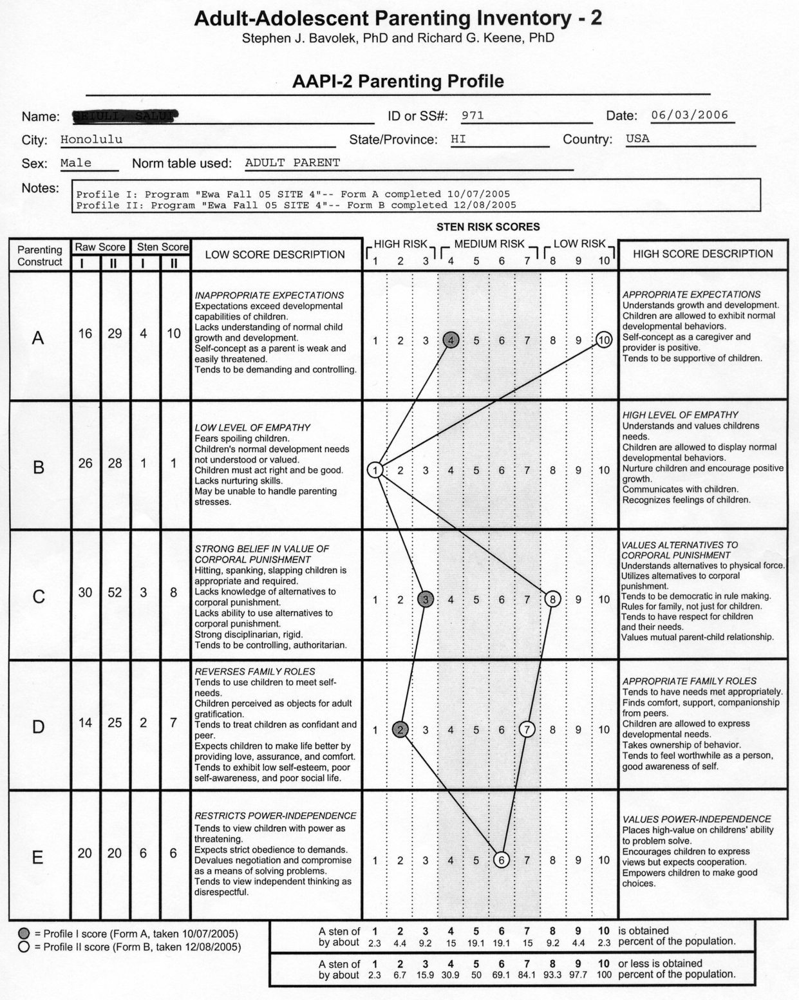 Adult-Adolescent Parenting Inventory - 2
Stephen J. Bavolek, PhD and Richard G. Keene, PhD
AAPI-2 Parenting Profile
Name: ID or SS#: 971 Date: 06/03/2006
City: Honolulu State/Province: HI Country: USA
Sex: Male Norm table used: ADULT PARENT
Notes:
Profile I: Program "Ewa Fall 05 SITE 4"-- Form A completed 10/07/2005
Profile II: Program "Ewa Fall 05 SITE 4"-- Form B completed 12/08/2005
STEN RISK SCORES
Parenting
Construct
Raw Score
I II
Sten Score
I II
LOW SCORE DESCRIPTION
HIGH RISK MEDIUM RISK LOW RISK
1 2 3 4 5 6 7 8 9 10
HIGH SCORE DESCRIPTION
A 16 29 4 10
INAPPROPRIATE EXPECTATIONS
Expectations exceed developmental
capabilities of children.
Lacks understanding of normal child
growth and development.
Self-concept as a parent is weak and
easily threatened.
Tends to be demanding and controlling.
1 2 3 4 5 6 7 8 9 10
APPROPRIATE EXPECTATIONS
Understands growth and development.
Children are allowed to exhibit normal
developmental behaviors.
Self-concept as a caregiver and
provider is positive.
Tends to be supportive of children.
B 26 28 1 1
LOW LEVEL OF EMPATHY
Fears spoiling children.
Children's normal development needs
not understood or valued.
Children must act right and be good.
Lacks nurturing skills.
May be unable to handle parenting
stresses.
1 2 3 4 5 6 7 8 9 10
HIGH LEVEL OF EMPATHY
Understands and values childrens
needs.
Children are allowed to display normal
developmental behaviors.
Nurture children and encourage positive
growth.
Communicates with children.
Recognizes feelings of children.
C 30 52 3 8
STRONG BELIEF IN VALUE OF
CORPORAL PUNISHMENT
Hitting, spanking, slapping children is
appropriate and required.
Lacks knowledge of alternatives to
corporal punishment.
Lacks ability to use alternatives to
corporal punishment.
Strong disciplinarian, rigid.
Tends to be controlling, authoritarian.
1 2 3 4 5 6 7 8 9 10
VALUES ALTERNATIVES TO
CORPORAL PUNISHMENT
Understands alternatives to physical force.
Utilizes alternatives to corporal
punishment.
Tends to be democratic in rule making.
Rules for family, not just for children.
Tends to have respect for children
and their needs.
Values mutual parent-child relationship.
D 14 25 2 7
REVERSES FAMILY ROLES
Tends to use children to meet self-
needs.
Children perceived as objects for adult
gratification.
Tends to treat children as confidant and
peer.
Expects children to make life better by
providing love, assurance, and comfort.
Tends to exhibit low self-esteem, poor
self-awareness, and poor social life.
1 2 3 4 5 6 7 8 9 10
APPROPRIATE FAMILY ROLES
Tends to have needs met appropriately.
Finds comfort, support, companionship
from peers.
Children are allowed to express
developmental needs.
Takes ownership of behavior.
Tends to feel worthwhile as a person,
good awareness of self.
E 20 20 6 6
RESTRICTS POWER-INDEPENDENCE
Tends to view children with power as
threatening.
Expects strict obedience to demands.
Devalues negotiation and compromise
as a means of solving problems.
Tends to view independent thinking as
disrespectful.
1 2 3 4 5 6 7 8 9 10
VALUES POWER-INDEPENDENCE
Places high-value on childrens' ability
to problem solve.
Encourages children to express
views but expects cooperation.
Empowers children to make good
choices.
= Profile I score (Form A, taken 10/07/2005)
= Profile II score (Form B, taken 12/08/2005)
A sten of 1 2 3 4 5 6 7 8 9 10 is obtained
by about 2.3 4.4 9.2 15 19.1 19.1 15 9.2 4.4 2.3 percent of the population.
A sten of 1 2 3 4 5 6 7 8 9 10 or less is obtained
by about 2.3 6.7 15.9 30.9 50 69.1 84.1 93.3 97.7 100 percent of the population.